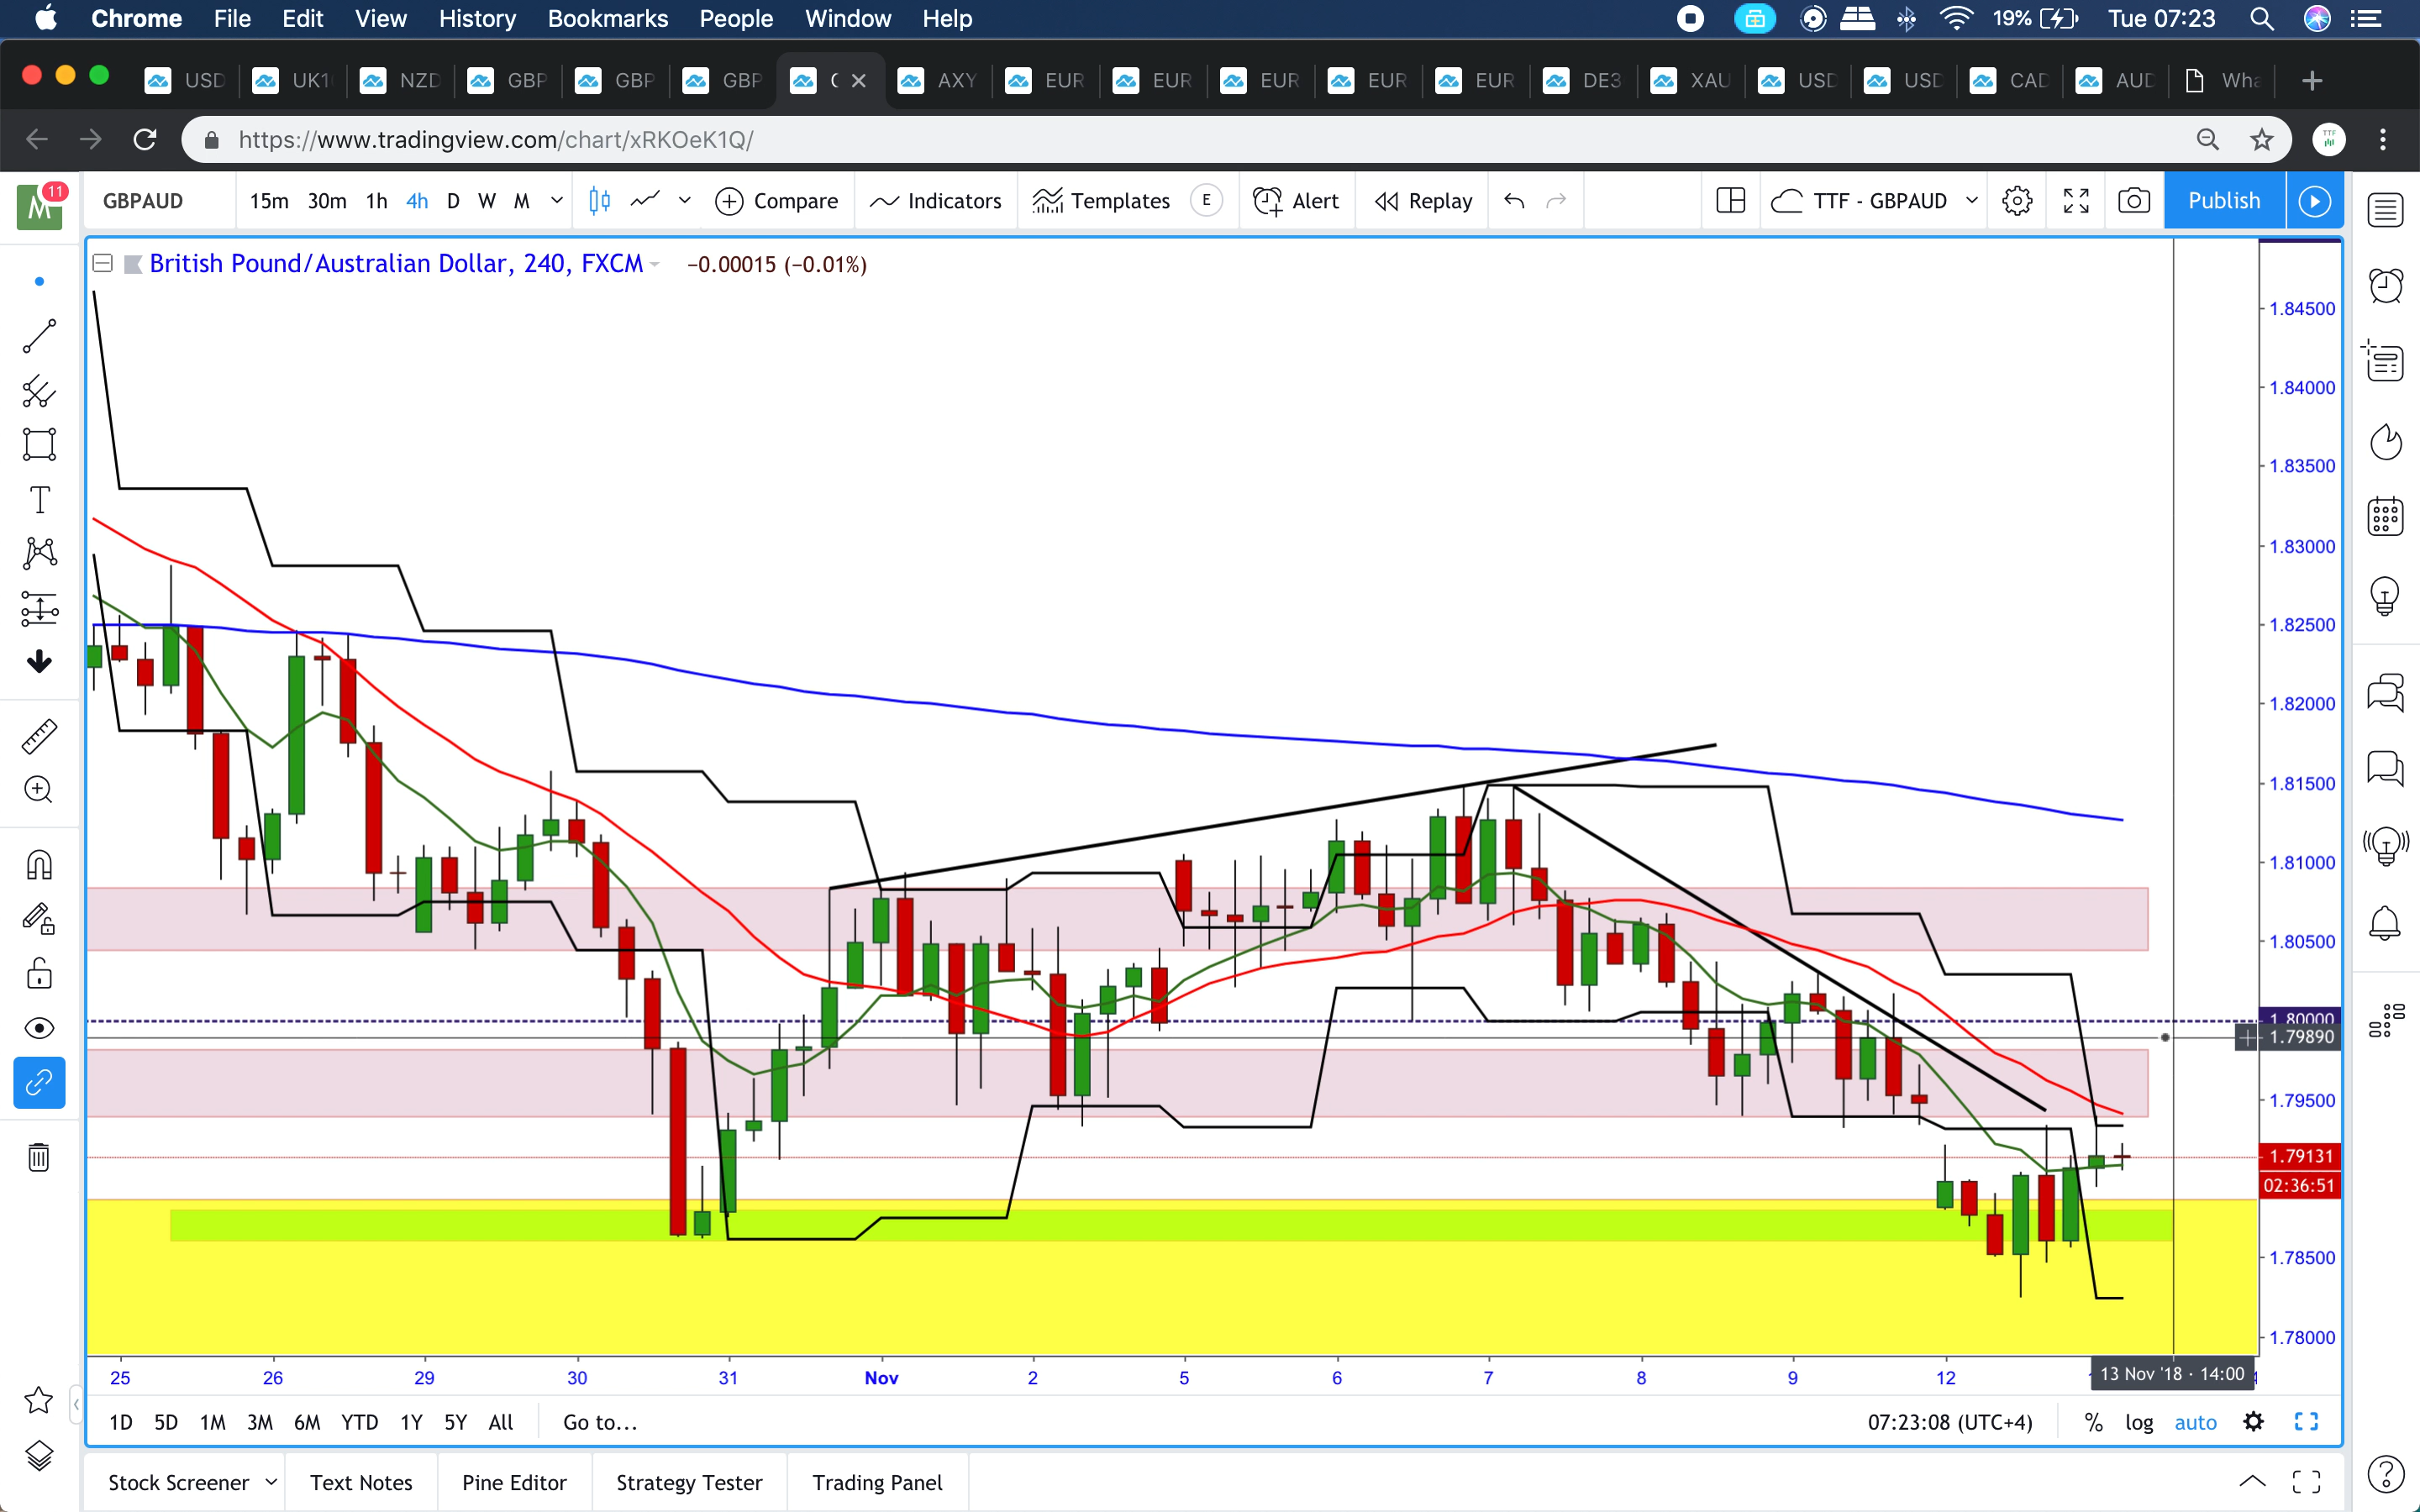 Chrome File Edit View History Bookmarks People Window Help 19% Tue 07:23
USD UK1 NZD GBP GBP GBP AXY EUR EUR EUR EUR EUR DE3 XAU USD USD CAD AUD Wha
https://www.tradingview.com/chart/xRKOeK1Q/ TTF
M 11 GBPAUD 15m 30m 1h 4h D W M Compare Indicators Templates E Alert Replay TTF - GBPAUD Publish
British Pound/Australian Dollar, 240, FXCM −0.00015 (−0.01%)
1.84500
1.84000
1.83500
1.83000
1.82500
1.82000
1.81500
1.81000
1.80500
1.80000
1.79890
1.79500
1.79131
02:36:51
1.78500
1.78000
25 26 29 30 31 Nov 2 5 6 7 8 9 12 13 Nov '18 · 14:00
1D 5D 1M 3M 6M YTD 1Y 5Y All Go to... 07:23:08 (UTC+4) % log auto
Stock Screener Text Notes Pine Editor Strategy Tester Trading Panel